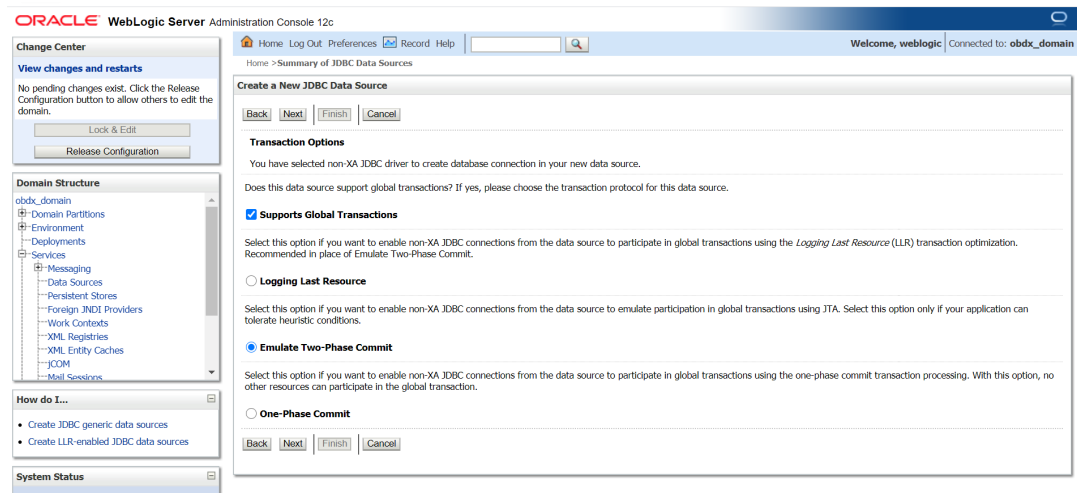 ORACLE WebLogic Server Administration Console 12c
Change Center
View changes and restarts
No pending changes exist. Click the Release
Configuration button to allow others to edit the
domain.
Lock & Edit
Release Configuration
Domain Structure
obdx_domain
Domain Partitions
Environment
Deployments
Services
Messaging
Data Sources
Persistent Stores
Foreign JNDI Providers
Work Contexts
XML Registries
XML Entity Caches
jCOM
Mail Sessions
How do I...
Create JDBC generic data sources
Create LLR-enabled JDBC data sources
System Status
Home Log Out Preferences Record Help
Welcome, weblogic Connected to: obdx_domain
Home >Summary of JDBC Data Sources
Create a New JDBC Data Source
Back Next Finish Cancel
Transaction Options
You have selected non-XA JDBC driver to create database connection in your new data source.
Does this data source support global transactions? If yes, please choose the transaction protocol for this data source.
Supports Global Transactions
Select this option if you want to enable non-XA JDBC connections from the data source to participate in global transactions using the Logging Last Resource (LLR) transaction optimization.
Recommended in place of Emulate Two-Phase Commit.
Logging Last Resource
Select this option if you want to enable non-XA JDBC connections from the data source to emulate participation in global transactions using JTA. Select this option only if your application can
tolerate heuristic conditions.
Emulate Two-Phase Commit
Select this option if you want to enable non-XA JDBC connections from the data source to participate in global transactions using the one-phase commit transaction processing. With this option, no
other resources can participate in the global transaction.
One-Phase Commit
Back Next Finish Cancel